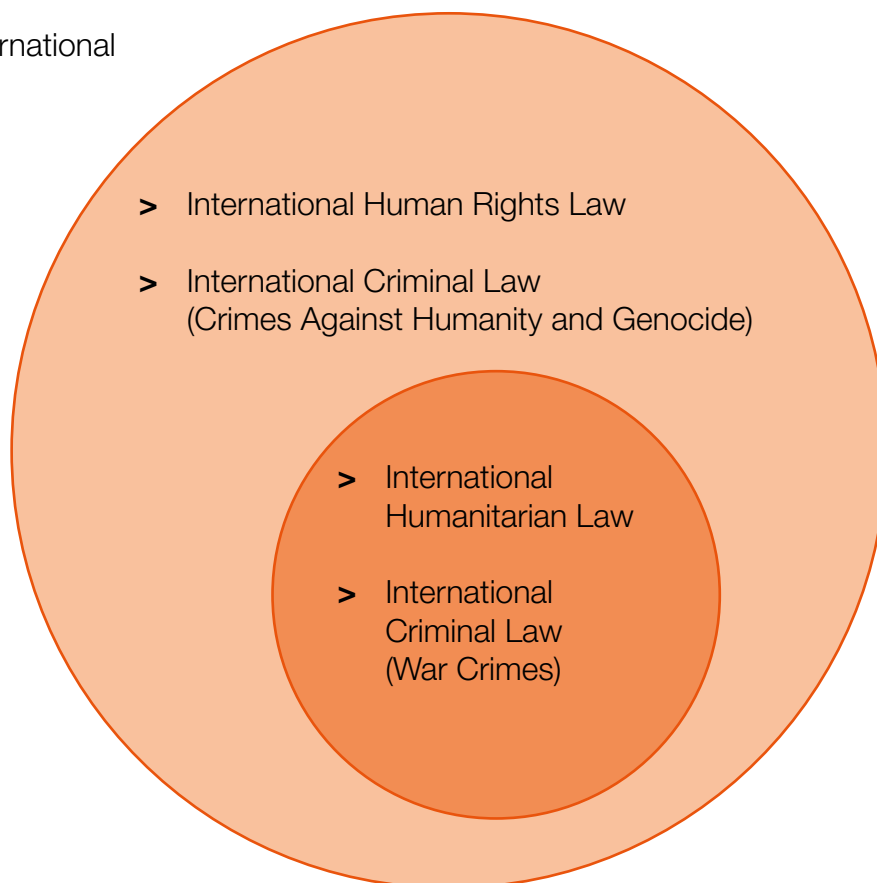 rnational
> International Human Rights Law
> International Criminal Law
(Crimes Against Humanity and Genocide)
> International
Humanitarian Law
> International
Criminal Law
(War Crimes)